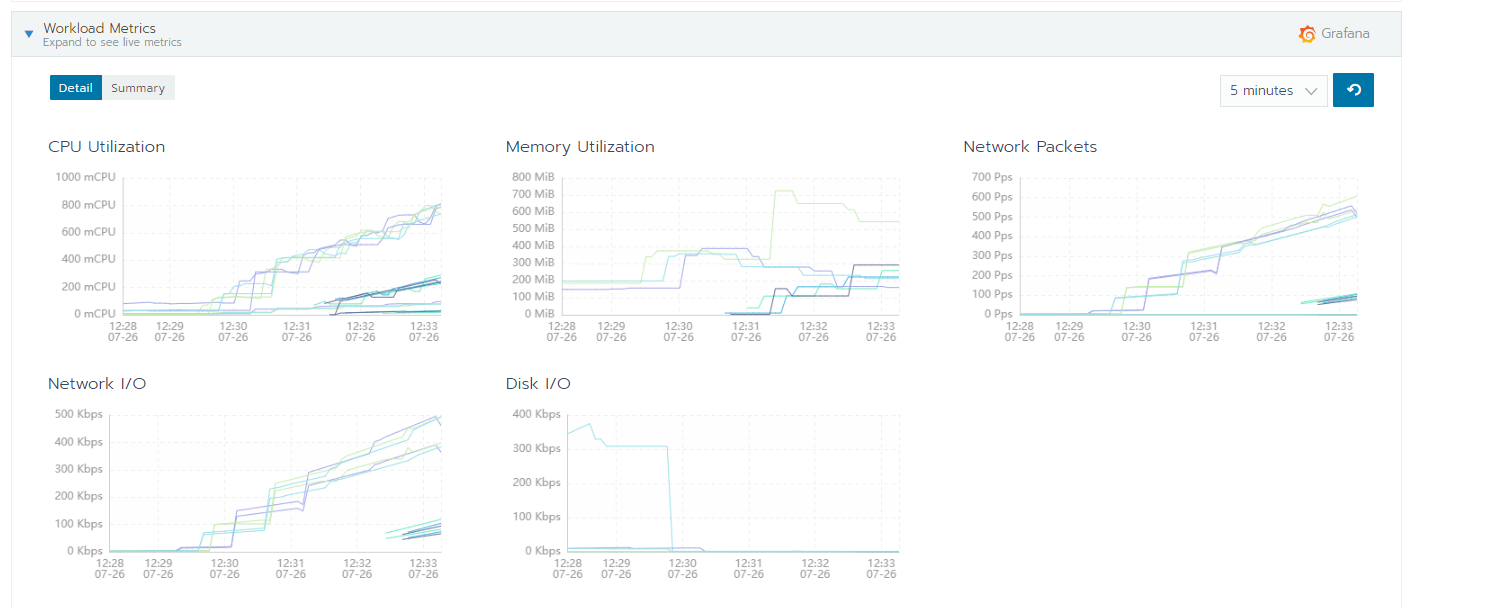 Workload Metrics
Expand to see live metrics
Grafana
Detail Summary
5 minutes
CPU Utilization
1000 mCPU
800 mCPU
600 mCPU
400 mCPU
200 mCPU
0 mCPU
12:28 12:29 12:30 12:31 12:32 12:33
07-26 07-26 07-26 07-26 07-26 07-26
Memory Utilization
800 MiB
700 MiB
600 MiB
500 MiB
400 MiB
300 MiB
200 MiB
100 MiB
0 MiB
12:28 12:29 12:30 12:31 12:32 12:33
07-26 07-26 07-26 07-26 07-26 07-26
Network Packets
700 Pps
600 Pps
500 Pps
400 Pps
300 Pps
200 Pps
100 Pps
0 Pps
12:28 12:29 12:30 12:31 12:32 12:33
07-26 07-26 07-26 07-26 07-26 07-26
Network I/O
500 Kbps
400 Kbps
300 Kbps
200 Kbps
100 Kbps
0 Kbps
12:28 12:29 12:30 12:31 12:32 12:33
07-26 07-26 07-26 07-26 07-26 07-26
Disk I/O
400 Kbps
300 Kbps
200 Kbps
100 Kbps
0 Kbps
12:28 12:29 12:30 12:31 12:32 12:33
07-26 07-26 07-26 07-26 07-26 07-26